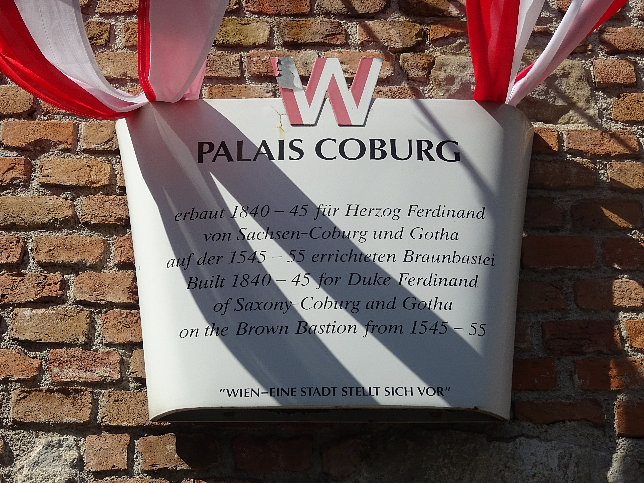 W
PALAIS COBURG
erbaut 1840 – 45 für Herzog Ferdinand
von Sachsen-Coburg und Gotha
auf der 1545 – 55 errichteten Braunbastei
Built 1840 – 45 for Duke Ferdinand
of Saxony-Coburg and Gotha
on the Brown Bastion from 1545 – 55
"WIEN–EINE STADT STELLT SICH VOR"